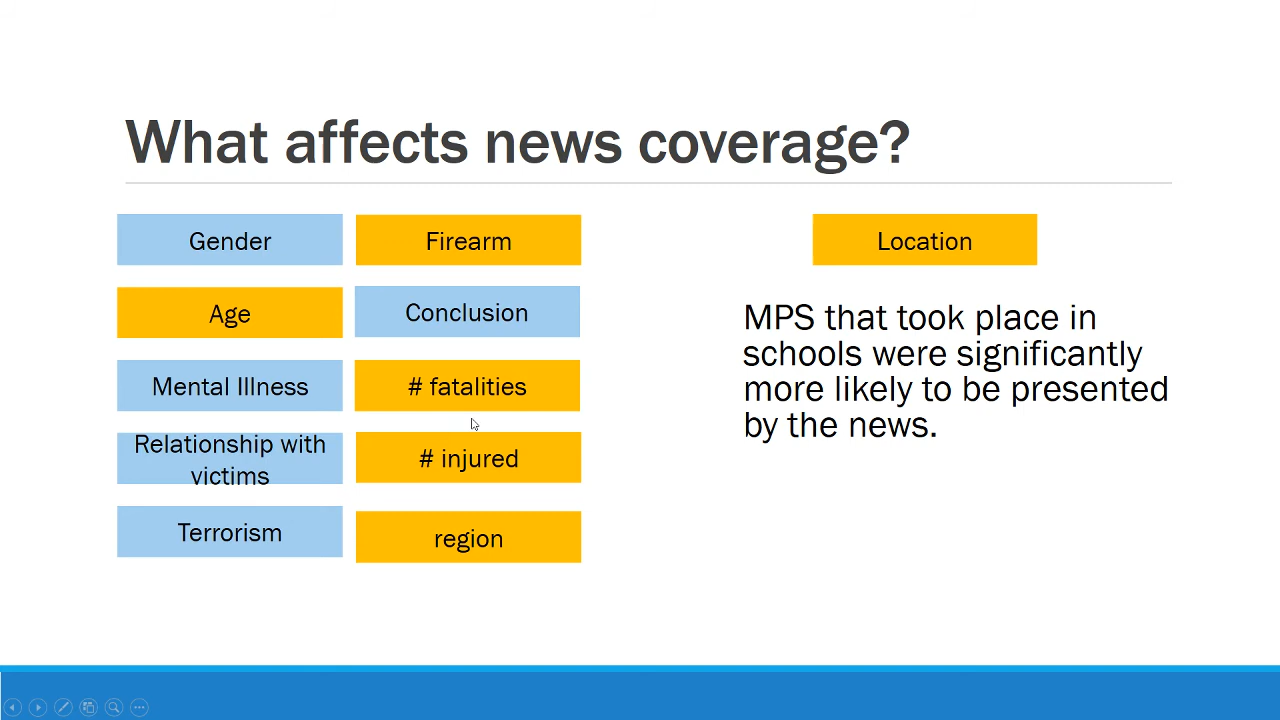 What affects news coverage?
Gender
Firearm
Age
Conclusion
Mental Illness
# fatalities
Relationship with
victims
# injured
Terrorism
region
Location
MPS that took place in
schools were significantly
more likely to be presented
by the news.